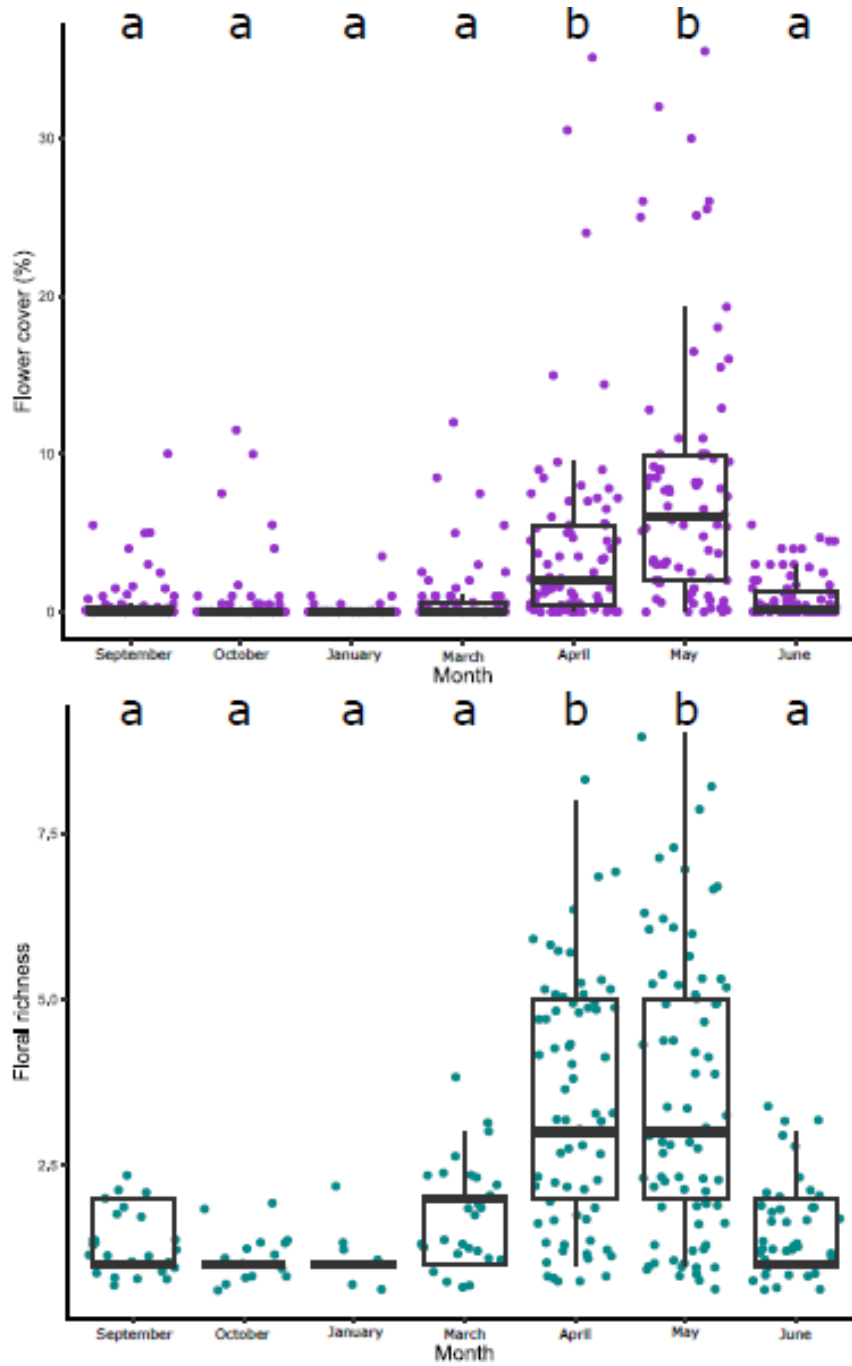 a a a a b b a
30
20
10
0
Flower cover (%)
September October January March April May June
Month
a a a a b b a
7,5
5,0
2,5
Floral richness
September October January March April May June
Month